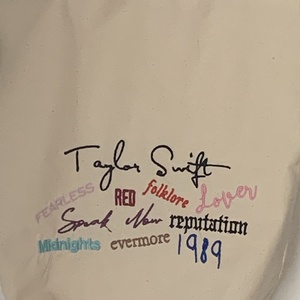 Taylor Swift
FEARLESS RED folklore Lover
Speak Now reputation
Midnights evermore 1989